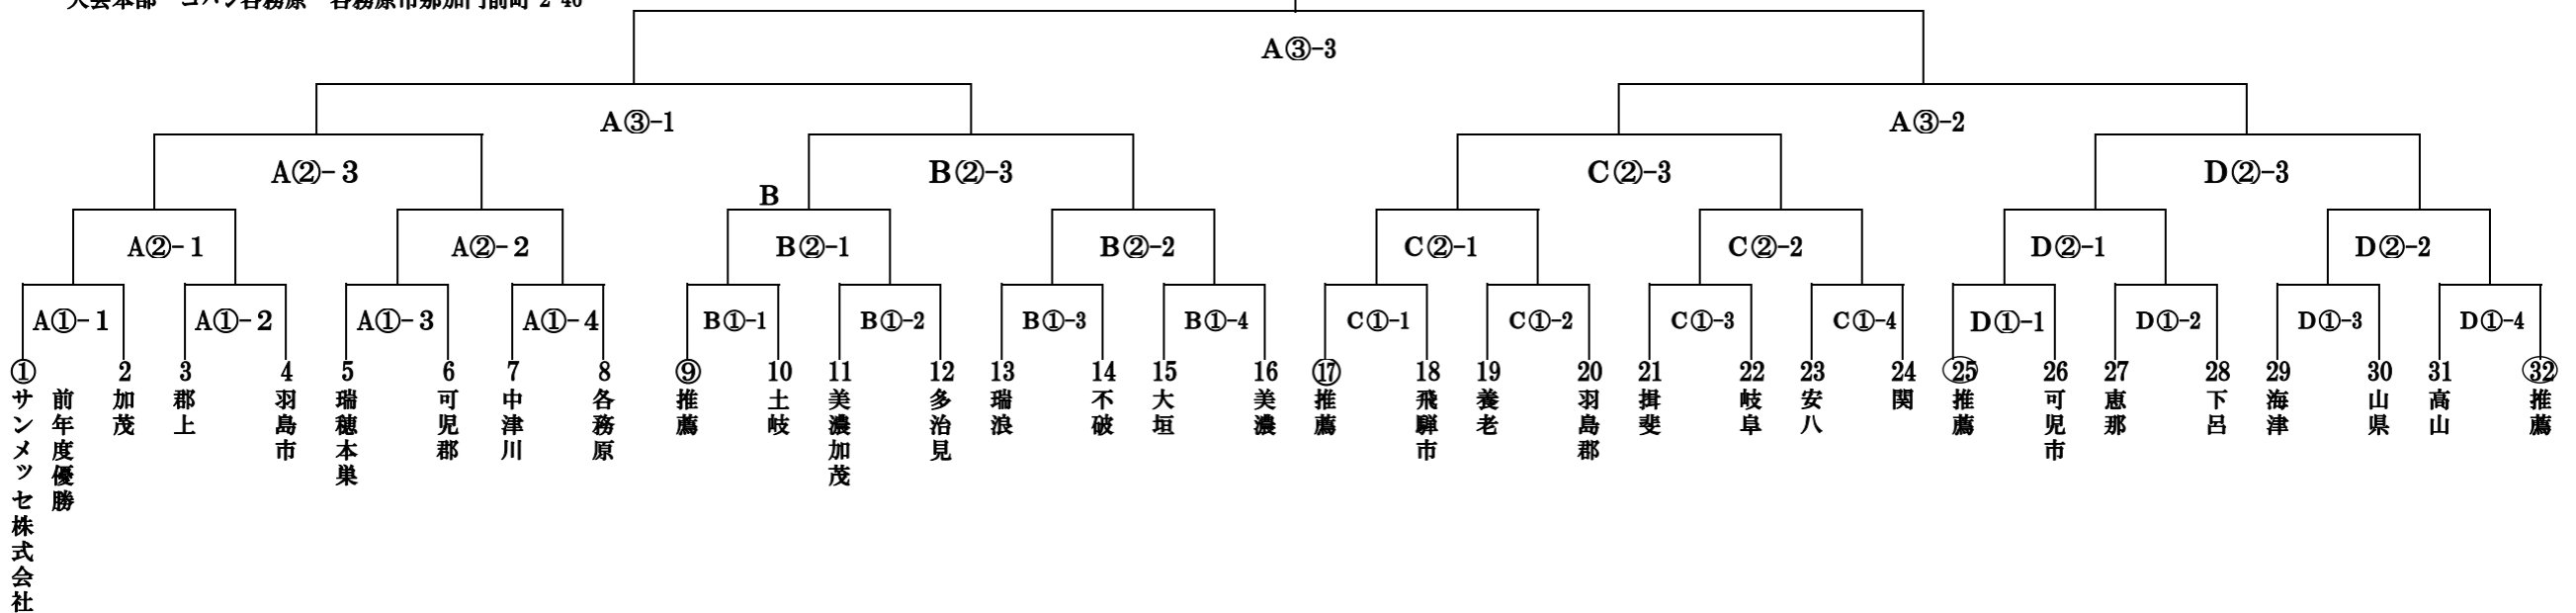 A③-3
A③-1
A③-2
A②-3
B②-3
C②-3
D②-3
B
A②-1
A②-2
B②-1
B②-2
C②-1
C②-2
D②-1
D②-2
A①-1
A①-2
A①-3
A①-4
B①-1
B①-2
B①-3
B①-4
C①-1
C①-2
C①-3
C①-4
D①-1
D①-2
D①-3
D①-4
① サンメッセ株式会社
前年度優勝
2 加茂
3 郡上
4 羽島市
5 瑞穂本巣
6 可児郡
7 中津川
8 各務原
⑨ 推薦
10 土岐
11 美濃加茂
12 多治見
13 瑞浪
14 不破
15 大垣
16 美濃
⑰ 推薦
18 飛騨市
19 養老
20 羽島郡
21 揖斐
22 岐阜
23 安八
24 関
㉕ 推薦
26 可児市
27 恵那
28 下呂
29 海津
30 山県
31 高山
㉜ 推薦